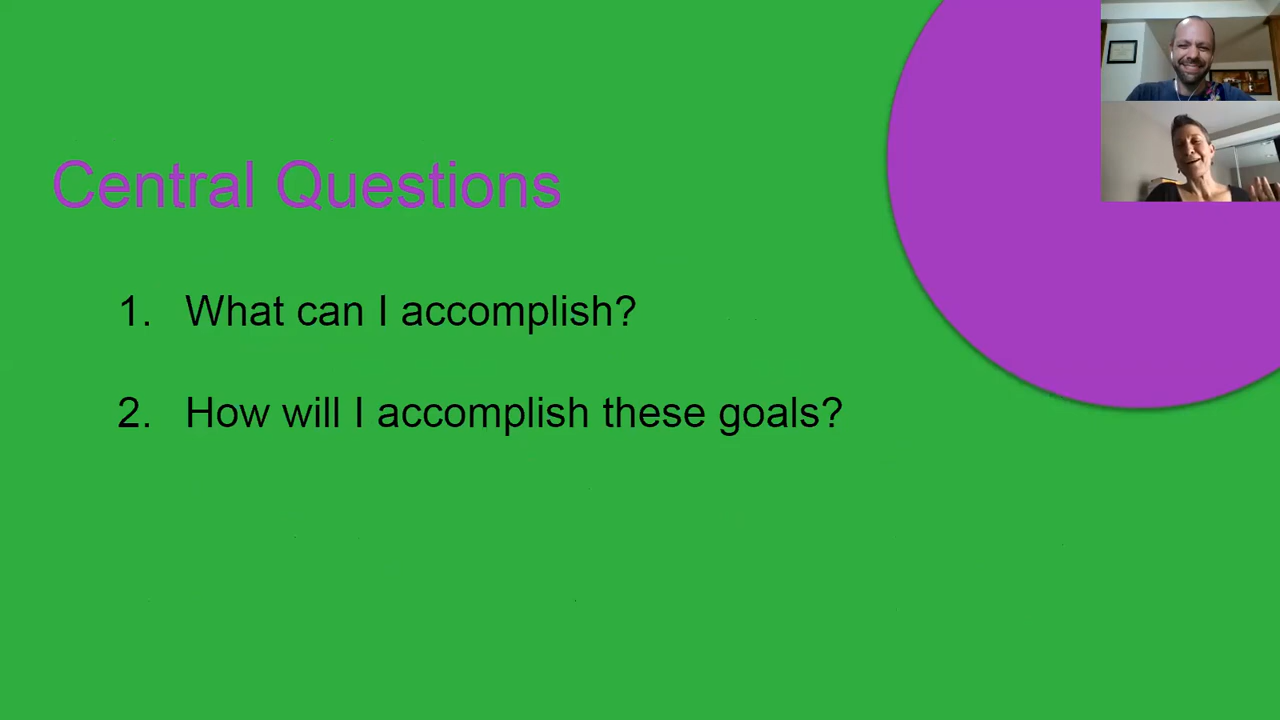 Central Questions
1. What can I accomplish?
2. How will I accomplish these goals?